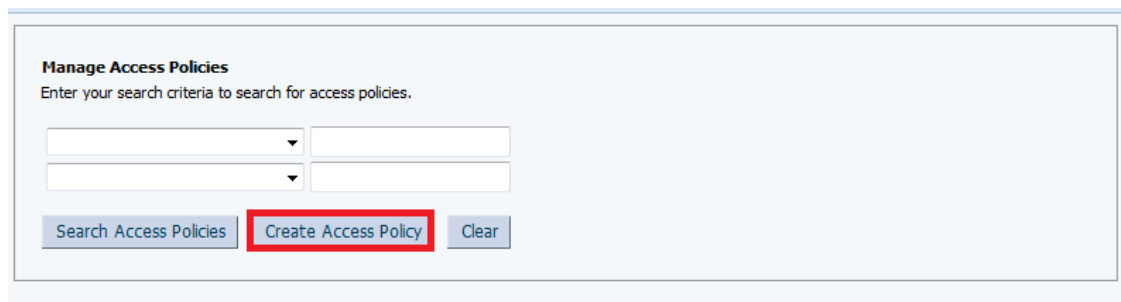 Manage Access Policies
Enter your search criteria to search for access policies.
Search Access Policies Create Access Policy Clear